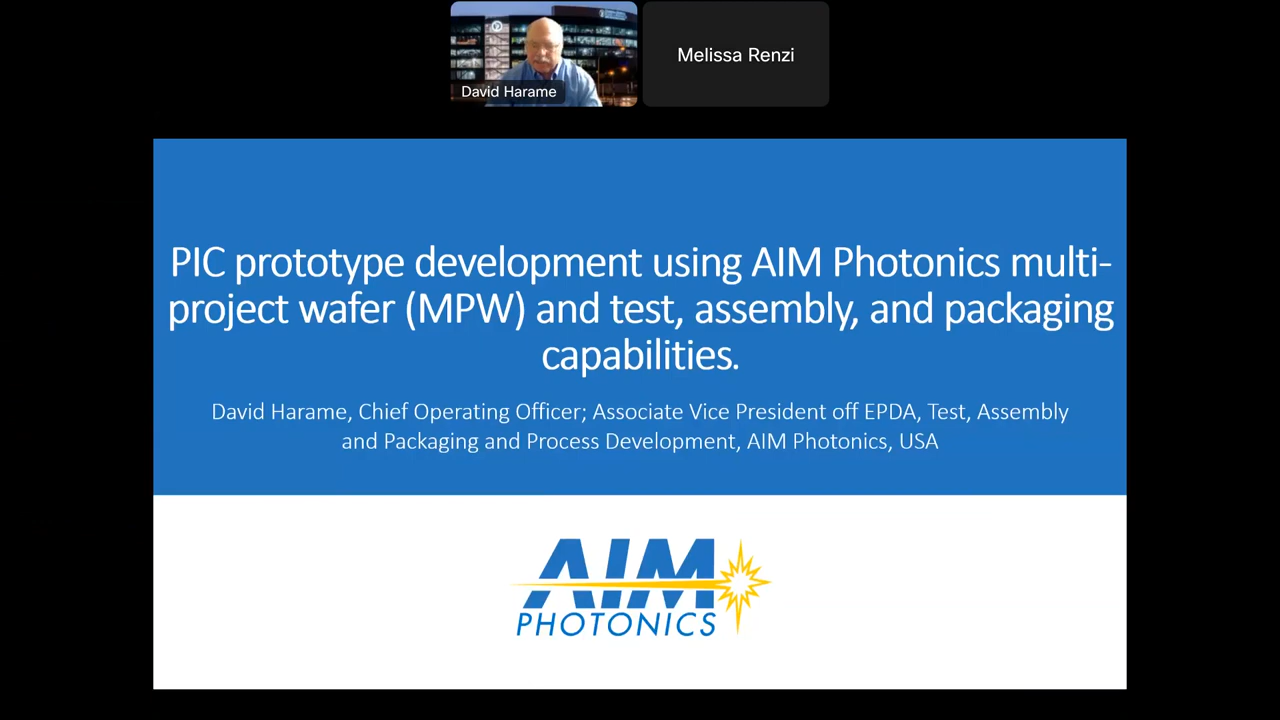 David Harame
Melissa Renzi
PIC prototype development using AIM Photonics multi-
project wafer (MPW) and test, assembly, and packaging
capabilities.
David Harame, Chief Operating Officer; Associate Vice President off EPDA, Test, Assembly
and Packaging and Process Development, AIM Photonics, USA
AIM
PHOTONICS